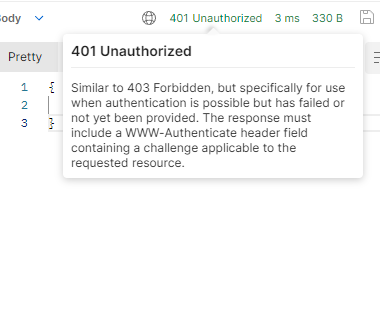 Body 401 Unauthorized 3 ms 330 B
401 Unauthorized
Pretty
Similar to 403 Forbidden, but specifically for use
when authentication is possible but has failed or
not yet been provided. The response must
include a WWW-Authenticate header field
containing a challenge applicable to the
requested resource.
1 {
2
3 }